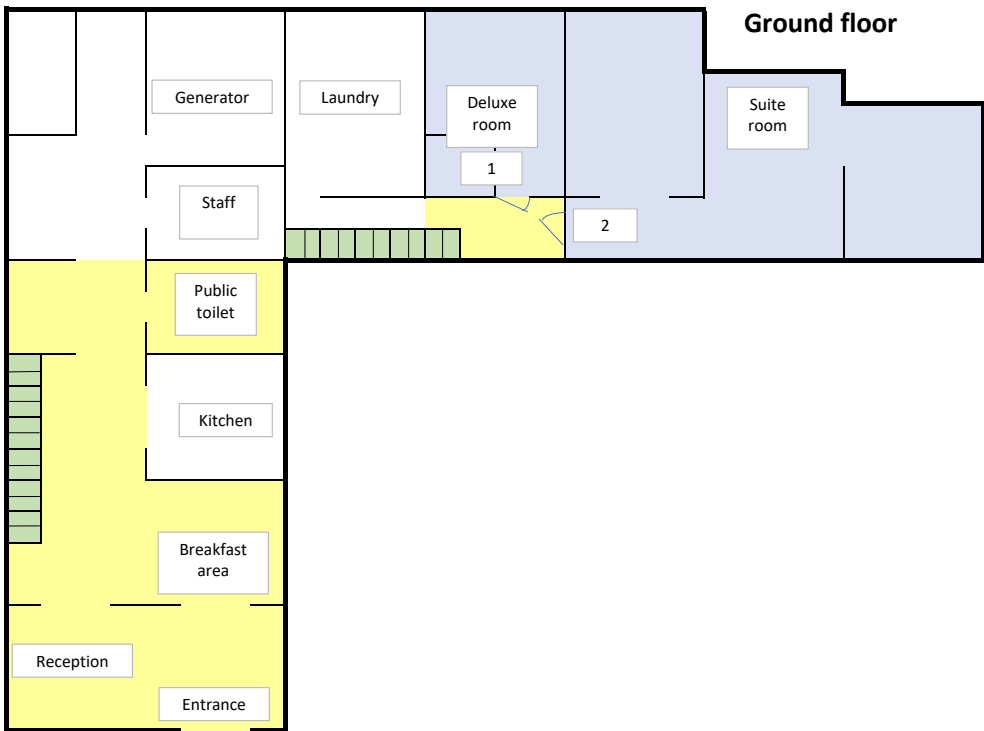 Ground floor
Generator
Laundry
Deluxe
room
Suite
room
1
Staff
2
Public
toilet
Kitchen
Breakfast
area
Reception
Entrance